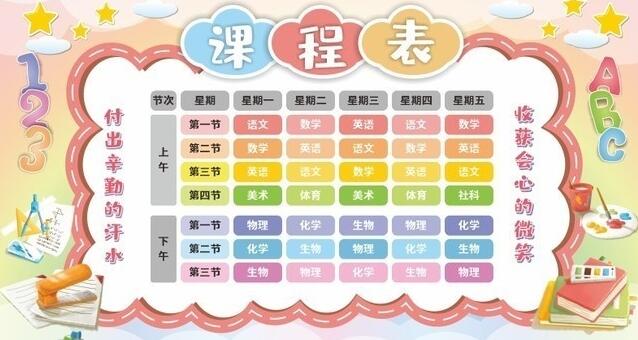 课程表
123
ABC
付出辛勤的汗水
收获会心的微笑
节次 星期 星期一 星期二 星期三 星期四 星期五
上午
第一节 语文 数学 英语 语文 数学
第二节 数学 英语 语文 数学 英语
第三节 英语 语文 数学 英语 语文
第四节 美术 体育 美术 体育 社科
下午
第一节 物理 化学 生物 物理 化学
第二节 化学 生物 物理 化学 生物
第三节 生物 物理 化学 生物 物理